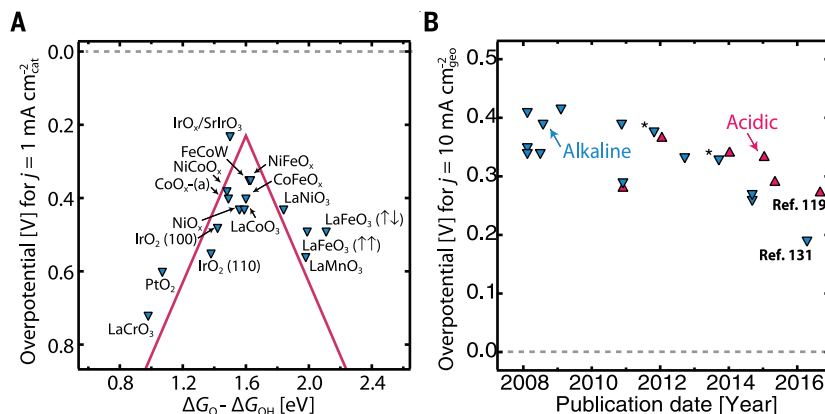 A
Overpotential [V] for j = 1 mA cm⁻²cat
0.0
0.2
0.4
0.6
0.8
IrOx/SrIrO3
FeCoW
NiFeOx
NiCoOx
CoFeOx
CoOx-(a)
LaNiO3
NiOx
LaCoO3
LaFeO3 (↑↓)
IrO2 (100)
LaFeO3 (↑↑)
IrO2 (110)
LaMnO3
PtO2
LaCrO3
0.8 1.2 1.6 2.0 2.4
ΔGO - ΔGOH [eV]
B
Overpotential [V] for j = 10 mA cm⁻²geo
0.5
0.4
0.3
0.2
0.1
0.0
*
*
Acidic
Alkaline
Ref. 119
Ref. 131
2008 2010 2012 2014 2016
Publication date [Year]